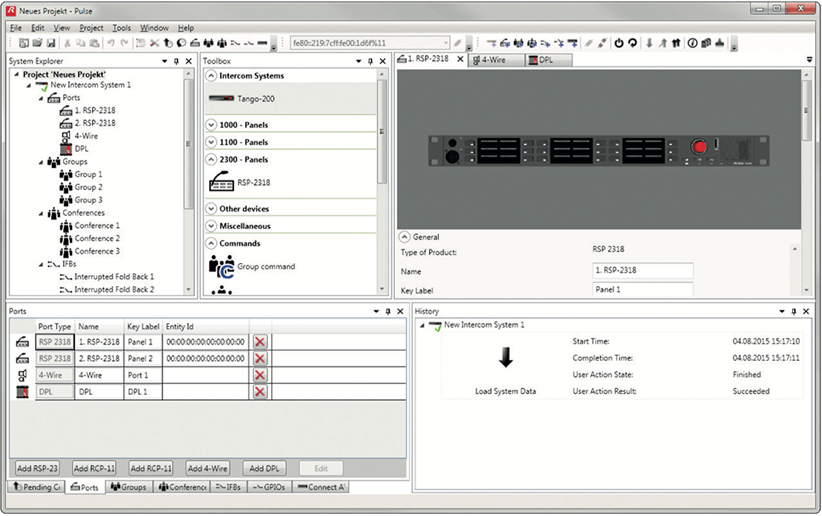 Neues Projekt - Pulse
File Edit View Project Tools Window Help
fe80::219:7cff:fe00:1d6f%11
System Explorer
Project 'Neues Projekt'
New Intercom System 1
Ports
1. RSP-2318
2. RSP-2318
4-Wire
DPL
Groups
Group 1
Group 2
Group 3
Conferences
Conference 1
Conference 2
Conference 3
IFBs
Interrupted Fold Back 1
Interrupted Fold Back 2
Toolbox
Intercom Systems
Tango-200
1000 - Panels
1100 - Panels
2300 - Panels
RSP-2318
Other devices
Miscellaneous
Commands
Group command
1. RSP-2318 4-Wire DPL
General
Type of Product: RSP 2318
Name 1. RSP-2318
Key Label Panel 1
Ports
Port Type Name Key Label Entity Id
RSP 2318 1. RSP-2318 Panel 1 00:00:00:00:00:00:00:00
RSP 2318 2. RSP-2318 Panel 2 00:00:00:00:00:00:00:00
4-Wire 4-Wire Port 1
DPL DPL DPL 1
Add RSP-23 Add RCP-11 Add RCP-11 Add 4-Wire Add DPL Edit
Pending C Ports Groups Conference IFBs GPIOs Connect A
History
New Intercom System 1
Start Time: 04.08.2015 15:17:10
Completion Time: 04.08.2015 15:17:11
User Action State: Finished
Load System Data User Action Result: Succeeded